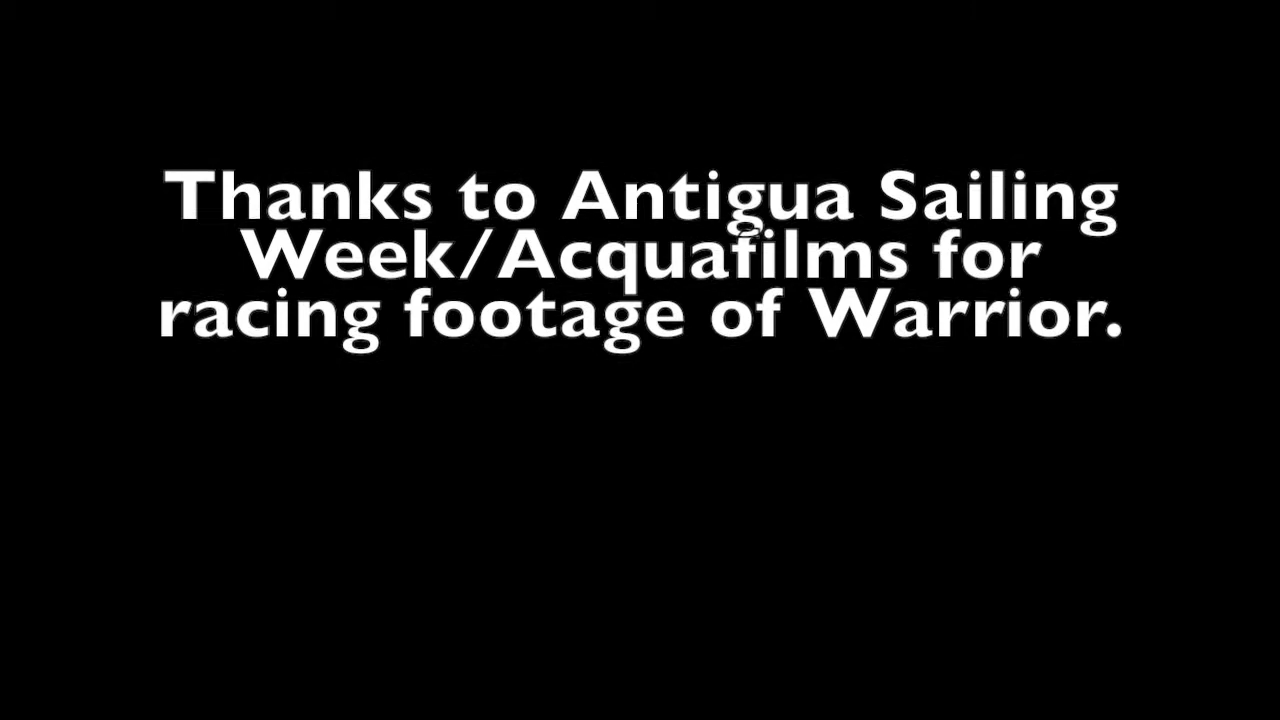 Thanks to Antigua Sailing
Week/Acquafilms for
racing footage of Warrior.